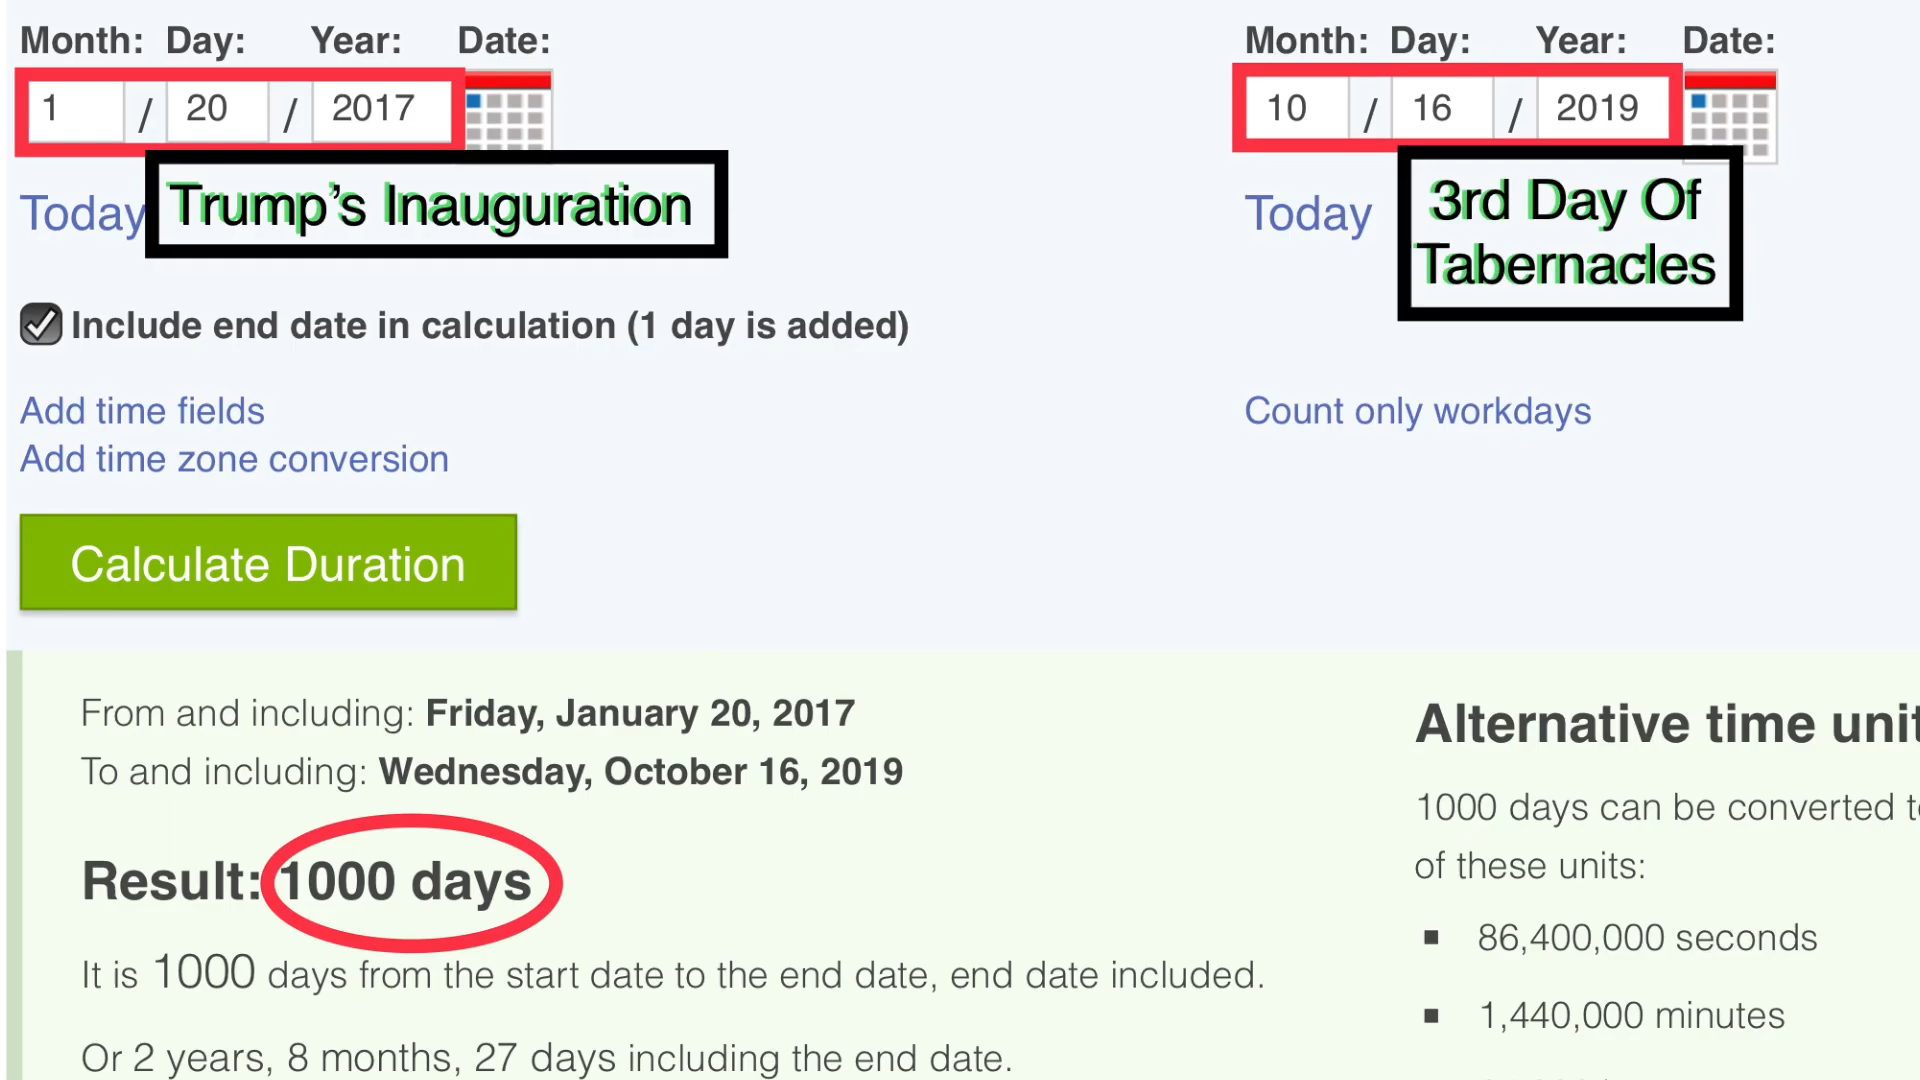 Month: Day: Year: Date:
1 / 20 / 2017
Today
Trump's Inauguration
Month: Day: Year: Date:
10 / 16 / 2019
Today
3rd Day Of
Tabernacles
Include end date in calculation (1 day is added)
Add time fields
Add time zone conversion
Count only workdays
Calculate Duration
From and including: Friday, January 20, 2017
To and including: Wednesday, October 16, 2019
Result: 1000 days
It is 1000 days from the start date to the end date, end date included.
Or 2 years, 8 months, 27 days including the end date.
Alternative time unit
1000 days can be converted
of these units:
86,400,000 seconds
1,440,000 minutes